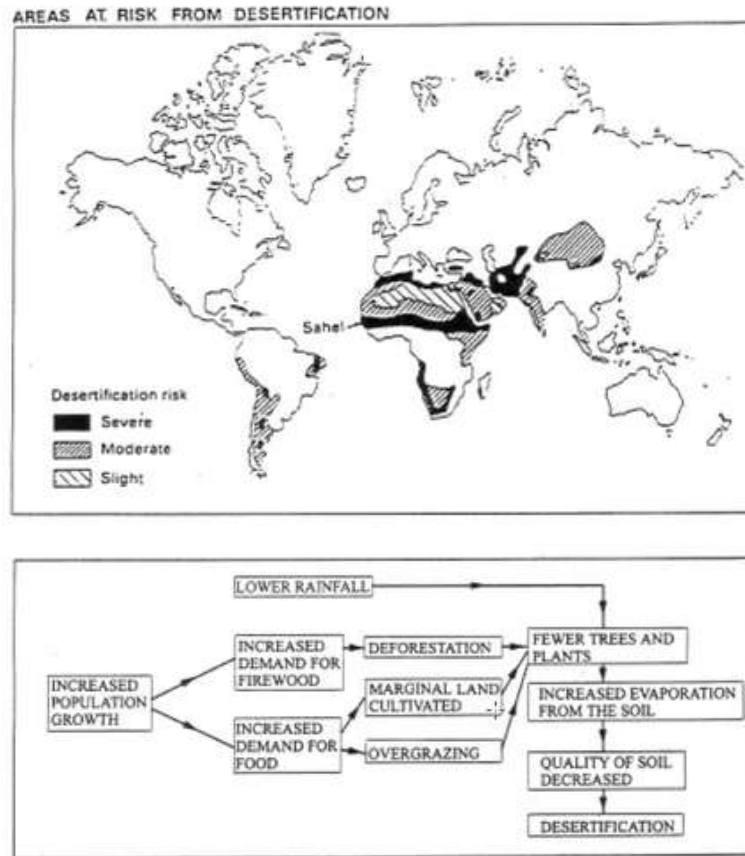 AREAS AT RISK FROM DESERTIFICATION
Sahel
Desertification risk
Severe
Moderate
Slight
LOWER RAINFALL
INCREASED
DEMAND FOR
FIREWOOD
DEFORESTATION
FEWER TREES AND
PLANTS
INCREASED
POPULATION
GROWTH
MARGINAL LAND
CULTIVATED
INCREASED EVAPORATION
FROM THE SOIL
INCREASED
DEMAND FOR
FOOD
OVERGRAZING
QUALITY OF SOIL
DECREASED
DESERTIFICATION